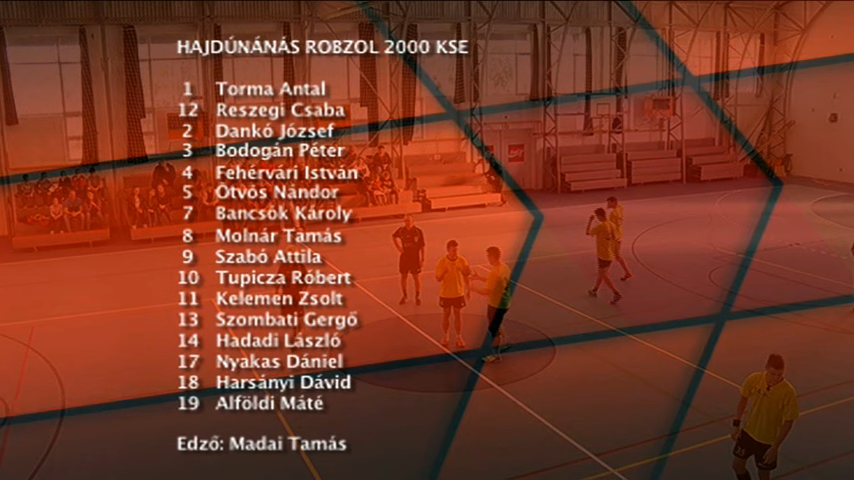 HAJDÚNÁNÁS ROBZOL 2000 KSE
1 Torma Antal
12 Reszegi Csaba
2 Dankó József
3 Bodogán Péter
4 Fehérvári István
5 Ötvös Nándor
7 Bancsók Károly
8 Molnár Tamás
9 Szabó Attila
10 Tupicza Róbert
11 Kelemen Zsolt
13 Szombati Gergő
14 Hadadi László
17 Nyakas Dániel
18 Harsányi Dávid
19 Alföldi Máté
Edző: Madai Tamás